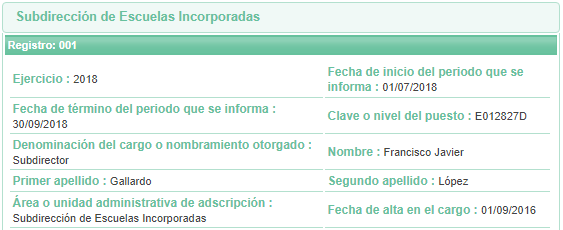 Subdirección de Escuelas Incorporadas
Registro: 001
Ejercicio : 2018
Fecha de inicio del periodo que se
informa : 01/07/2018
Fecha de término del periodo que se informa :
30/09/2018
Clave o nivel del puesto : E012827D
Denominación del cargo o nombramiento otorgado :
Subdirector
Nombre : Francisco Javier
Primer apellido : Gallardo
Segundo apellido : López
Área o unidad administrativa de adscripción :
Subdirección de Escuelas Incorporadas
Fecha de alta en el cargo : 01/09/2016